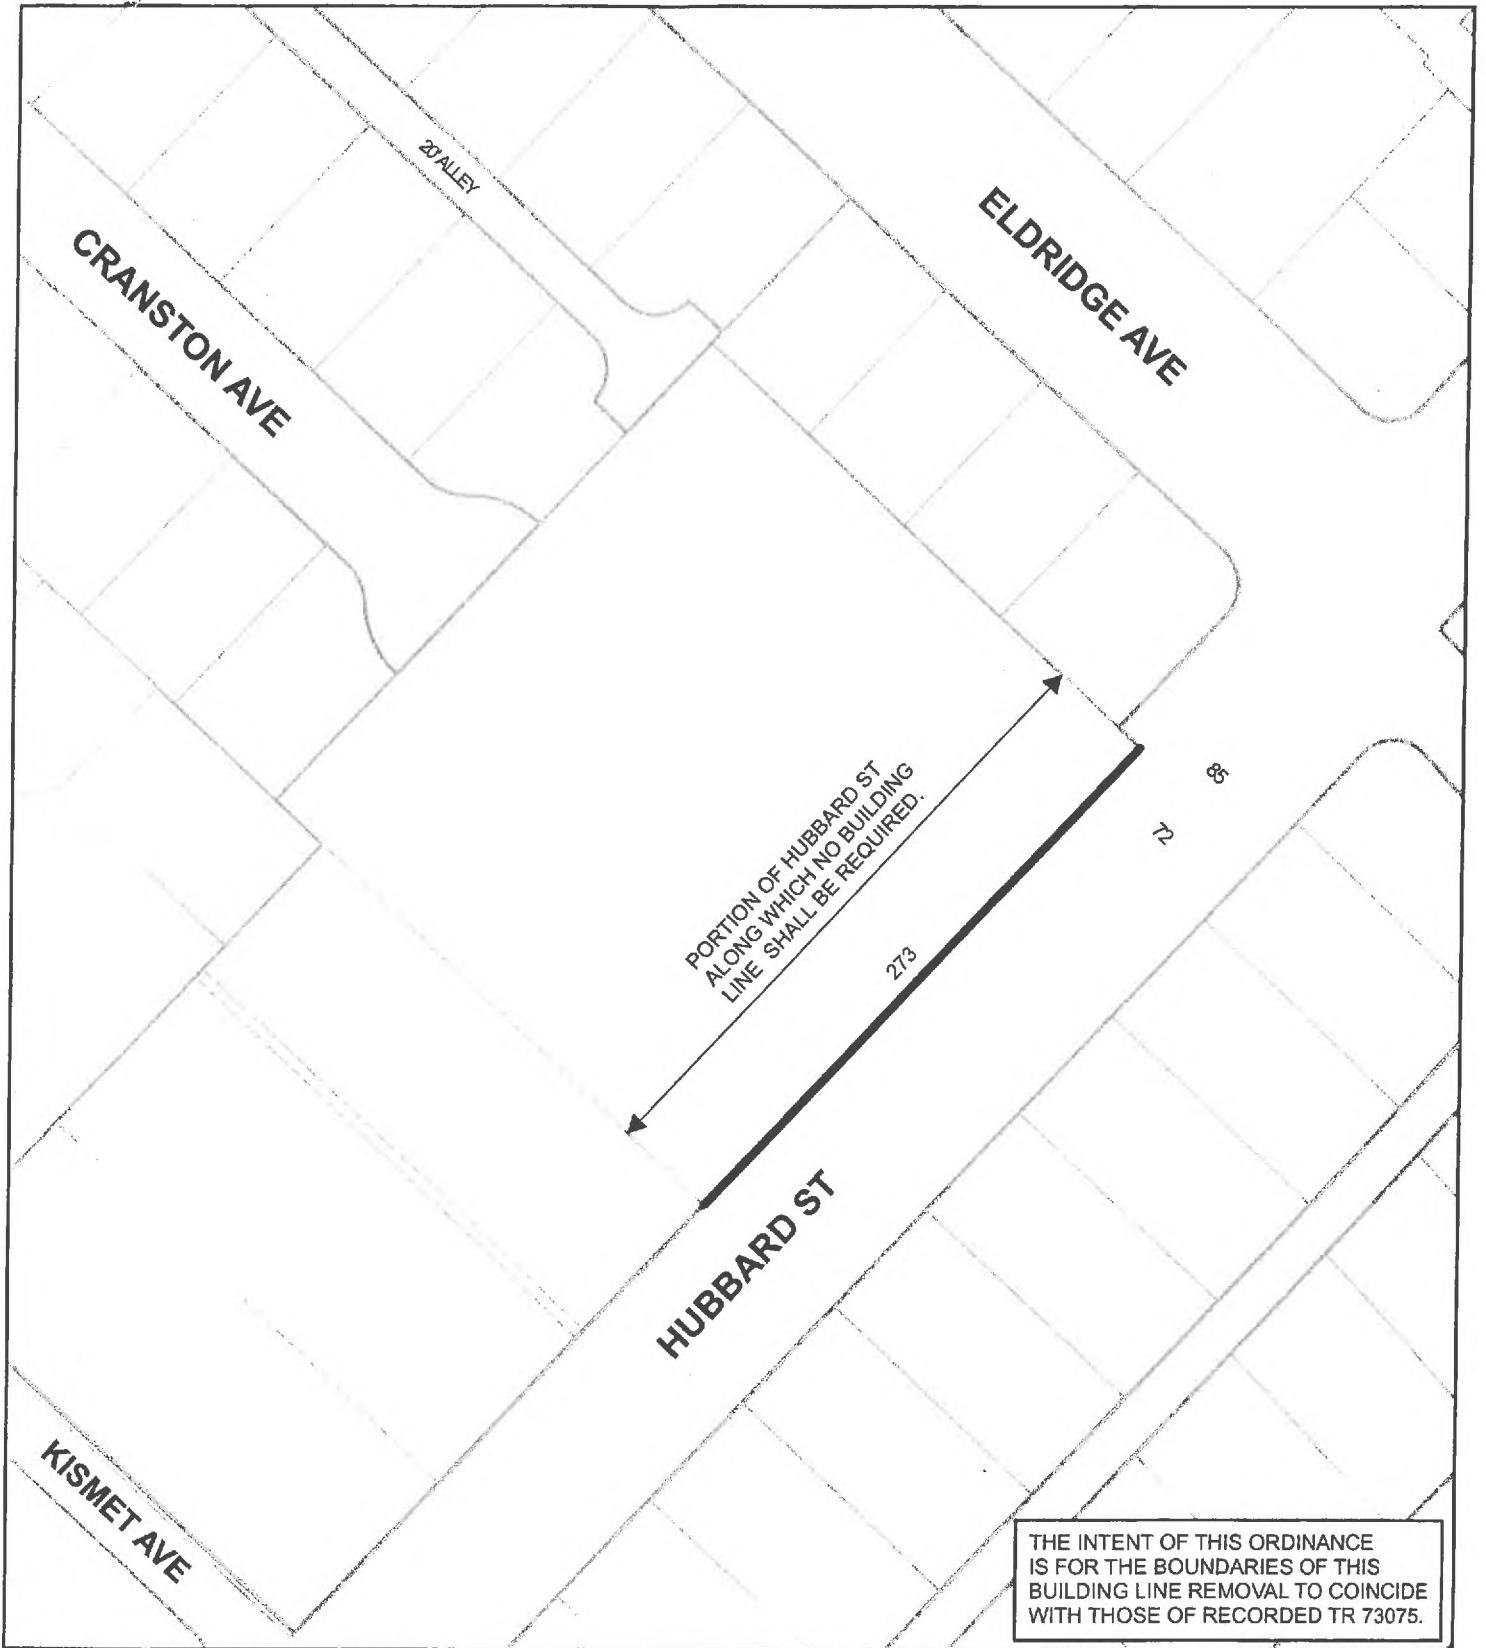 20' ALLEY
ELDRIDGE AVE
CRANSTON AVE
85
72
PORTION OF HUBBARD ST
ALONG WHICH NO BUILDING
LINE SHALL BE REQUIRED.
273
HUBBARD ST
KISMET AVE
THE INTENT OF THIS ORDINANCE
IS FOR THE BOUNDARIES OF THIS
BUILDING LINE REMOVAL TO COINCIDE
WITH THOSE OF RECORDED TR 73075.